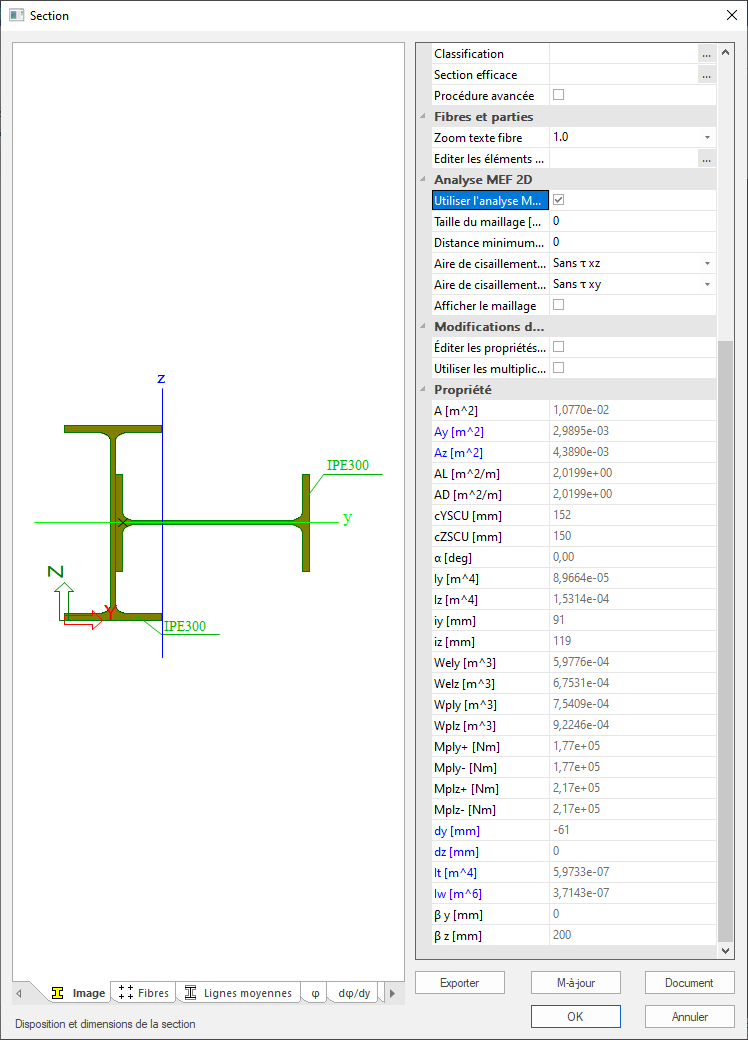 Section
Classification ...
Section efficace ...
Procédure avancée
Fibres et parties
Zoom texte fibre 1.0
Editer les éléments ... ...
Analyse MEF 2D
Utiliser l'analyse M...
Taille du maillage [... 0
Distance minimum... 0
Aire de cisaillement... Sans τ xz
Aire de cisaillement... Sans τ xy
Afficher le maillage
Modifications d...
Éditer les propriétés...
Utiliser les multiplic...
Propriété
A [m^2] 1,0770e-02
Ay [m^2] 2,9895e-03
Az [m^2] 4,3890e-03
AL [m^2/m] 2,0199e+00
AD [m^2/m] 2,0199e+00
cYSCU [mm] 152
cZSCU [mm] 150
α [deg] 0,00
Iy [m^4] 8,9664e-05
Iz [m^4] 1,5314e-04
iy [mm] 91
iz [mm] 119
Wely [m^3] 5,9776e-04
Welz [m^3] 6,7531e-04
Wply [m^3] 7,5409e-04
Wplz [m^3] 9,2246e-04
Mply+ [Nm] 1,77e+05
Mply- [Nm] 1,77e+05
Mplz+ [Nm] 2,17e+05
Mplz- [Nm] 2,17e+05
dy [mm] -61
dz [mm] 0
It [m^4] 5,9733e-07
Iw [m^6] 3,7143e-07
β y [mm] 0
β z [mm] 200
z
IPE300
y
Z
Y
IPE300
Image Fibres Lignes moyennes φ dφ/dy
Exporter M-à-jour Document
Disposition et dimensions de la section
OK Annuler